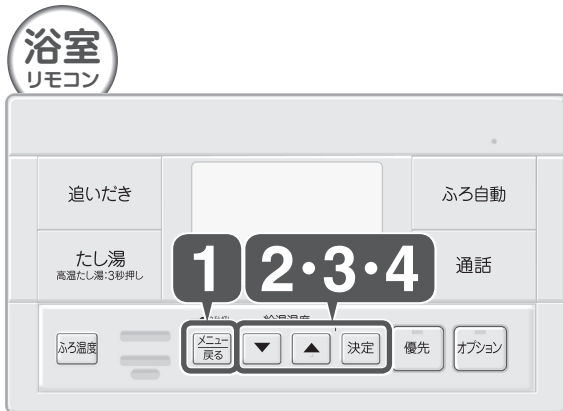 浴室
リモコン
追いだき
ふろ自動
たし湯
高温たし湯:3秒押し
通話
1
2・3・4
ふろ温度
メニュー
戻る
▼
▲
決定
優先
オプション